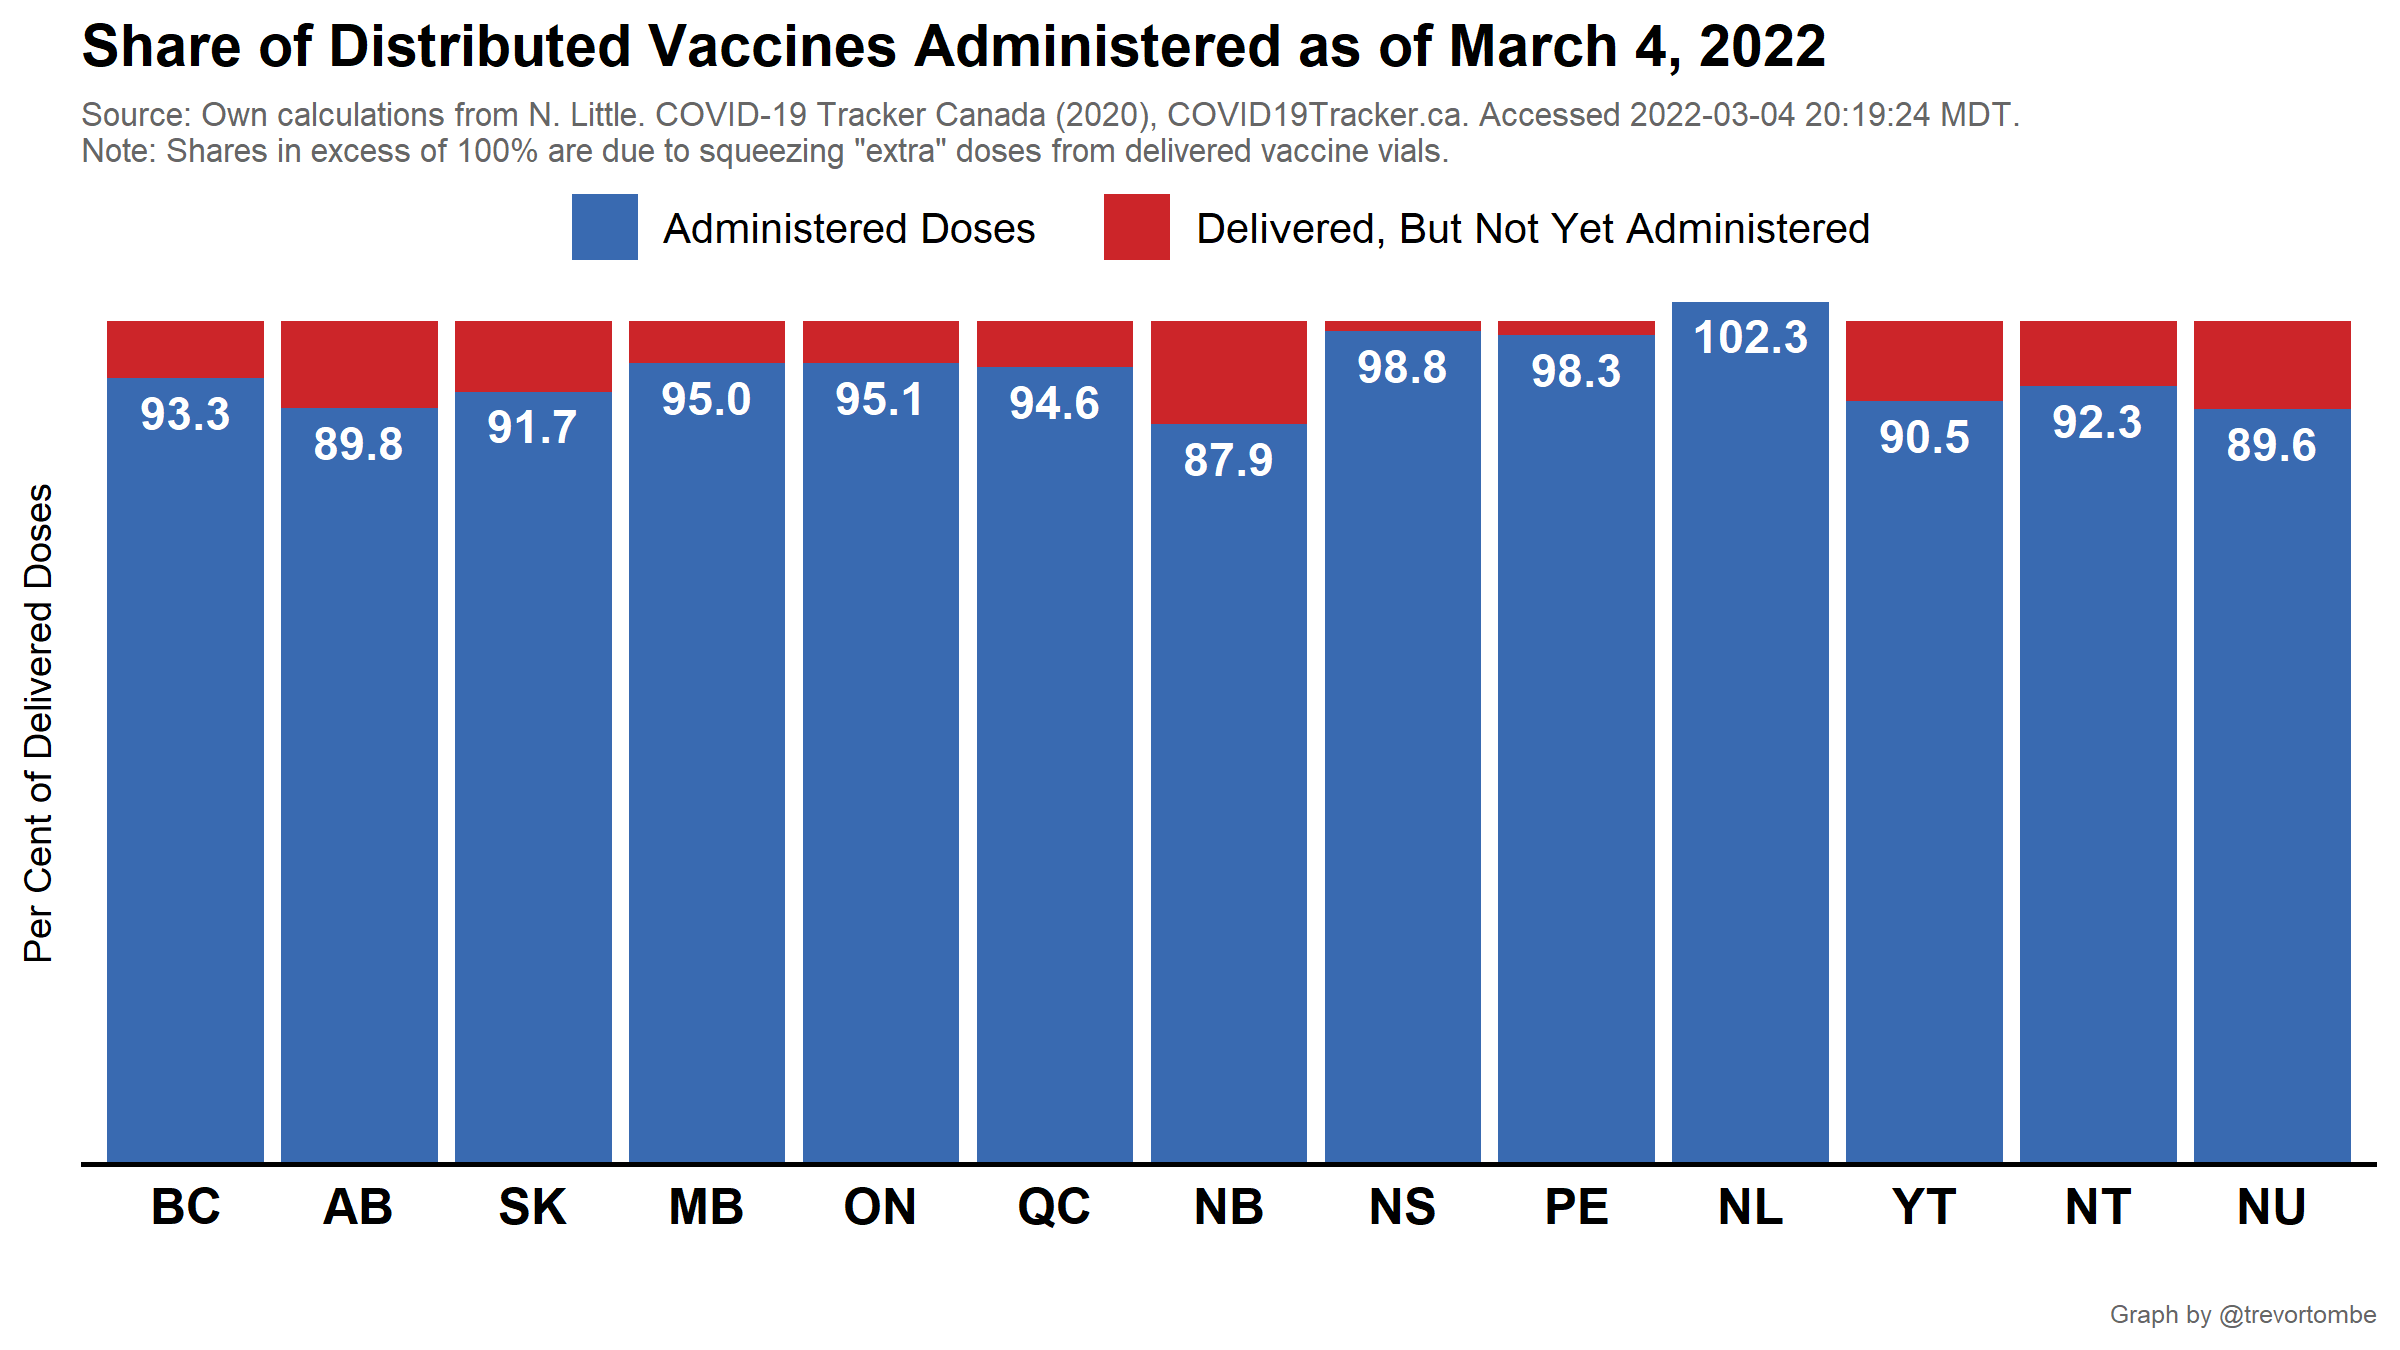 Share of Distributed Vaccines Administered as of March 4, 2022
Source: Own calculations from N. Little. COVID-19 Tracker Canada (2020), COVID19Tracker.ca. Accessed 2022-03-04 20:19:24 MDT.
Note: Shares in excess of 100% are due to squeezing "extra" doses from delivered vaccine vials.
Administered Doses
Delivered, But Not Yet Administered
Per Cent of Delivered Doses
93.3
89.8
91.7
95.0
95.1
94.6
87.9
98.8
98.3
102.3
90.5
92.3
89.6
BC
AB
SK
MB
ON
QC
NB
NS
PE
NL
YT
NT
NU
Graph by @trevortombe